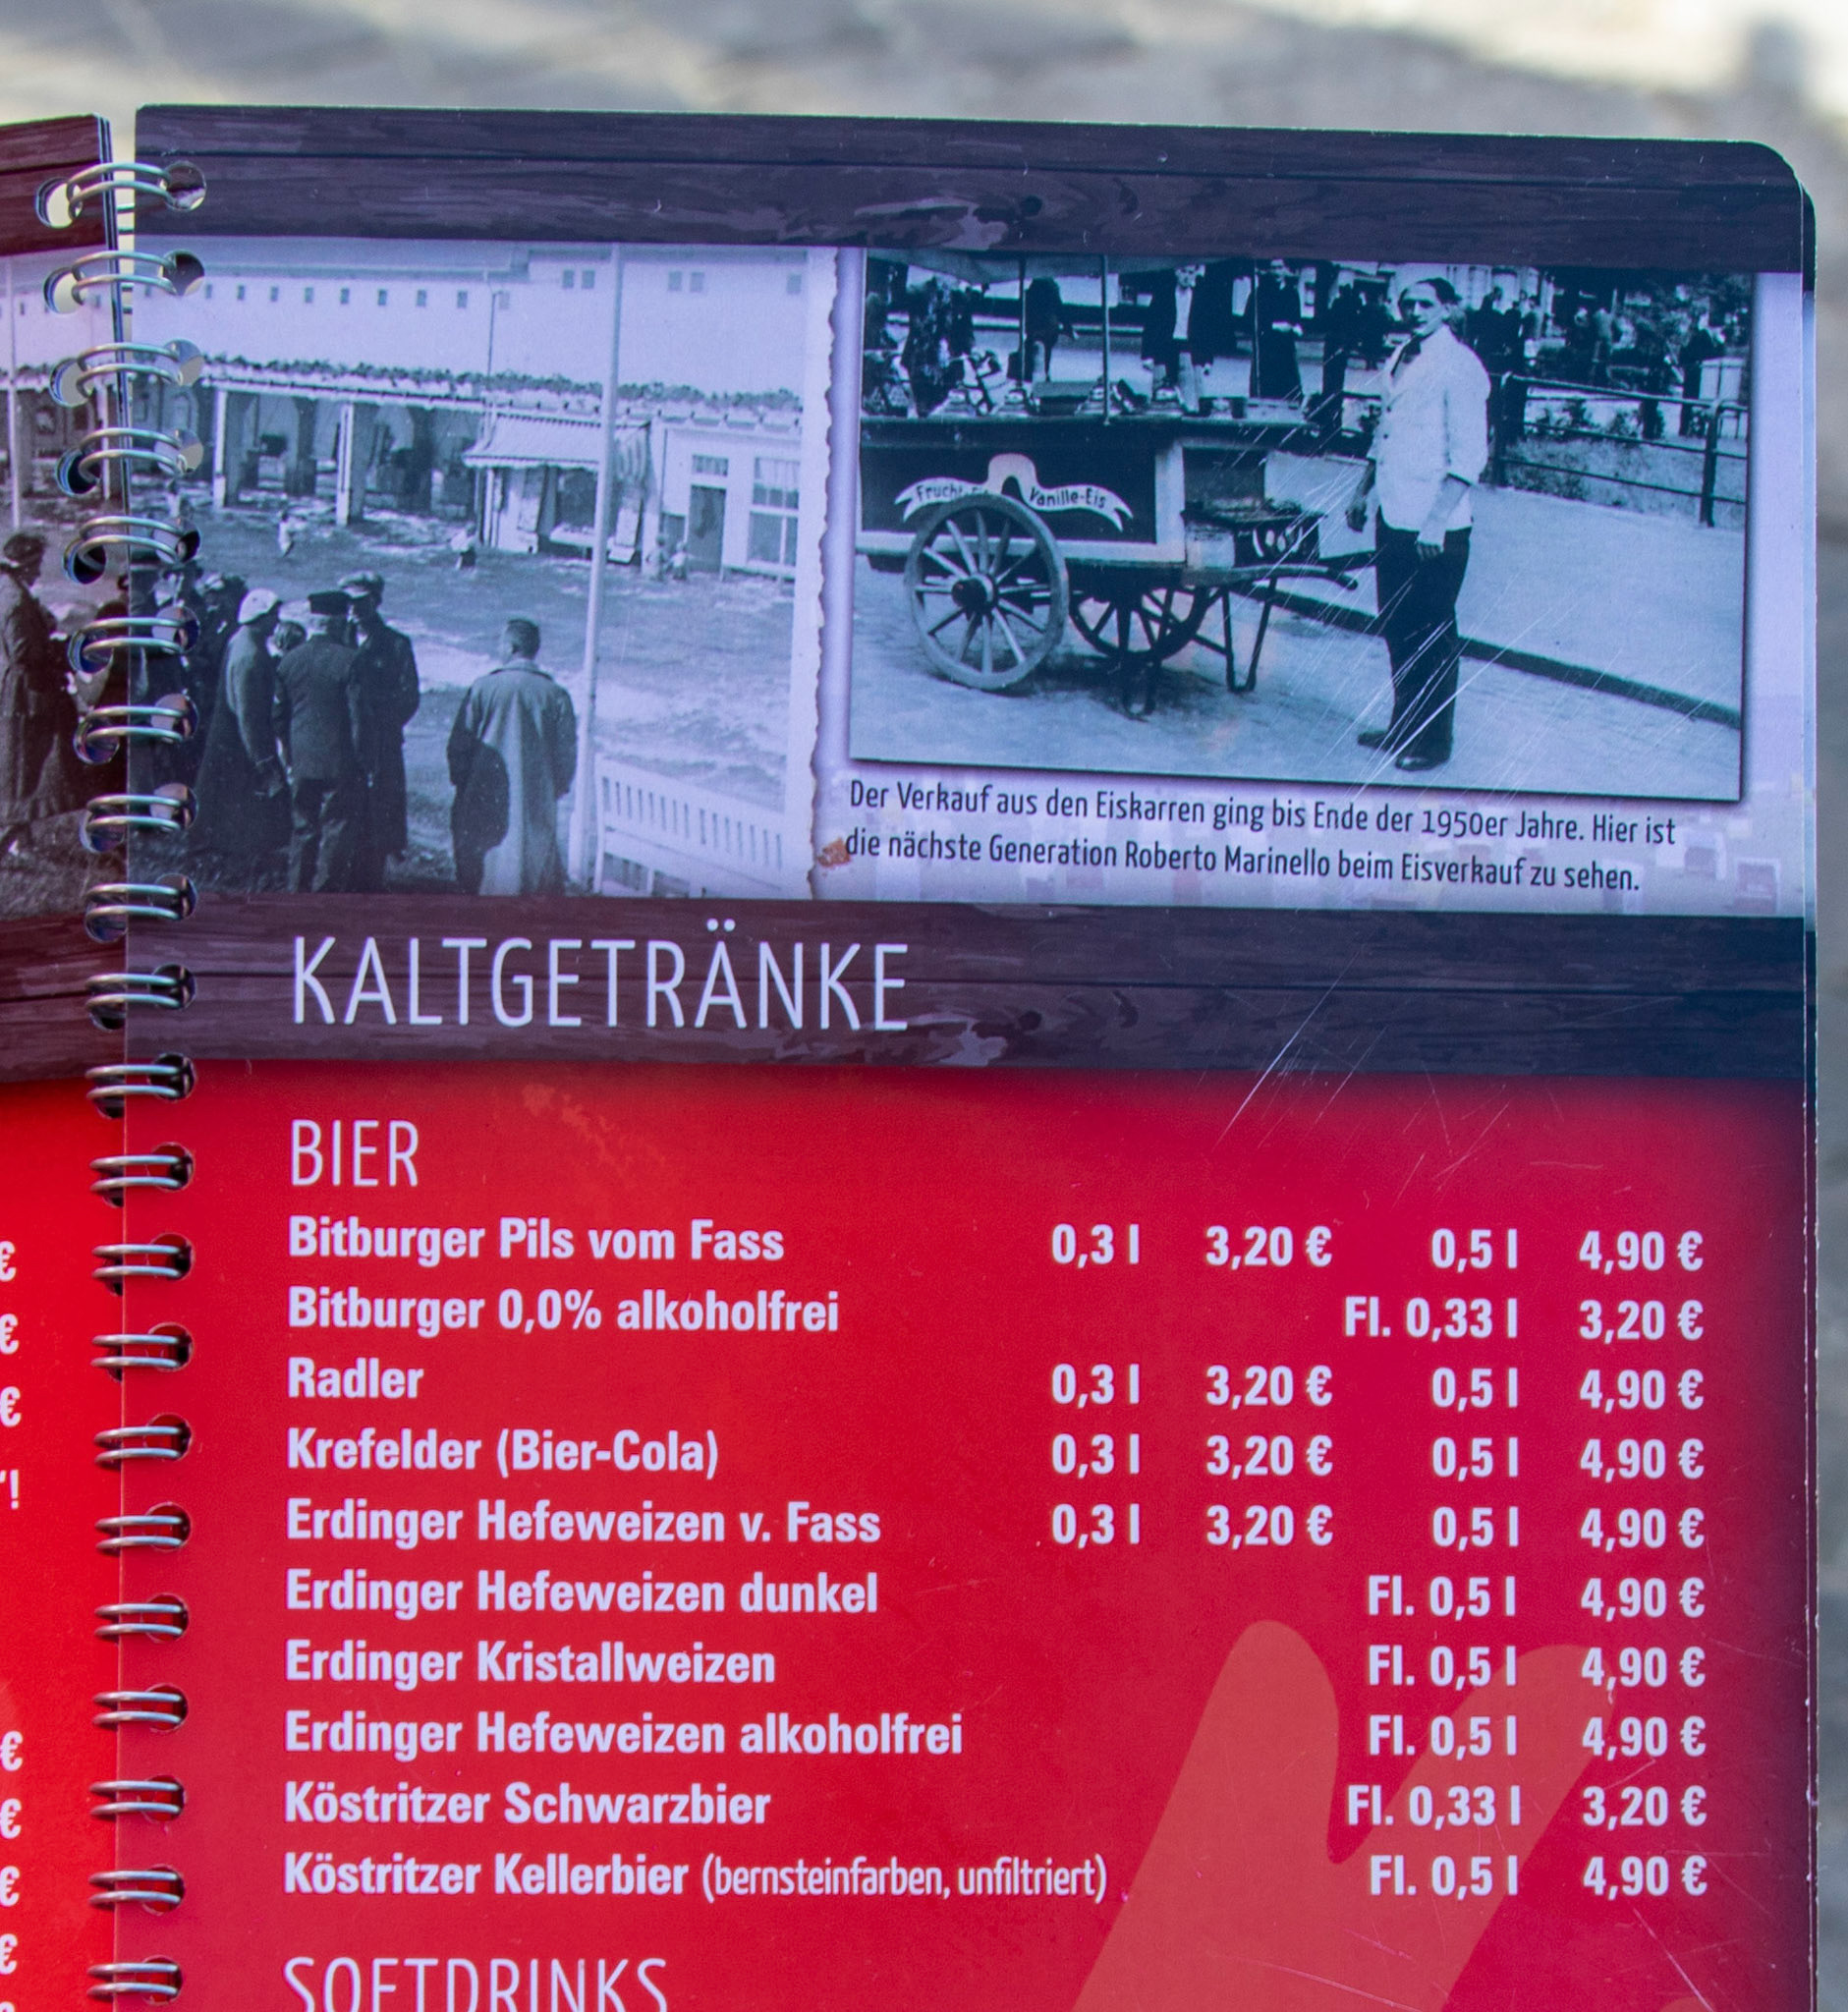 Vanille-Eis
Der Verkauf aus den Eiskarren ging bis Ende der 1950er Jahre. Hier ist
die nächste Generation Roberto Marinello beim Eisverkauf zu sehen.
KALTGETRÄNKE
BIER
Bitburger Pils vom Fass 0,3 l 3,20 € 0,5 l 4,90 €
Bitburger 0,0% alkoholfrei Fl. 0,33 l 3,20 €
Radler 0,3 l 3,20 € 0,5 l 4,90 €
Krefelder (Bier-Cola) 0,3 l 3,20 € 0,5 l 4,90 €
Erdinger Hefeweizen v. Fass 0,3 l 3,20 € 0,5 l 4,90 €
Erdinger Hefeweizen dunkel Fl. 0,5 l 4,90 €
Erdinger Kristallweizen Fl. 0,5 l 4,90 €
Erdinger Hefeweizen alkoholfrei Fl. 0,5 l 4,90 €
Köstritzer Schwarzbier Fl. 0,33 l 3,20 €
Köstritzer Kellerbier (bernsteinfarben, unfiltriert) Fl. 0,5 l 4,90 €
SOFTDRINKS